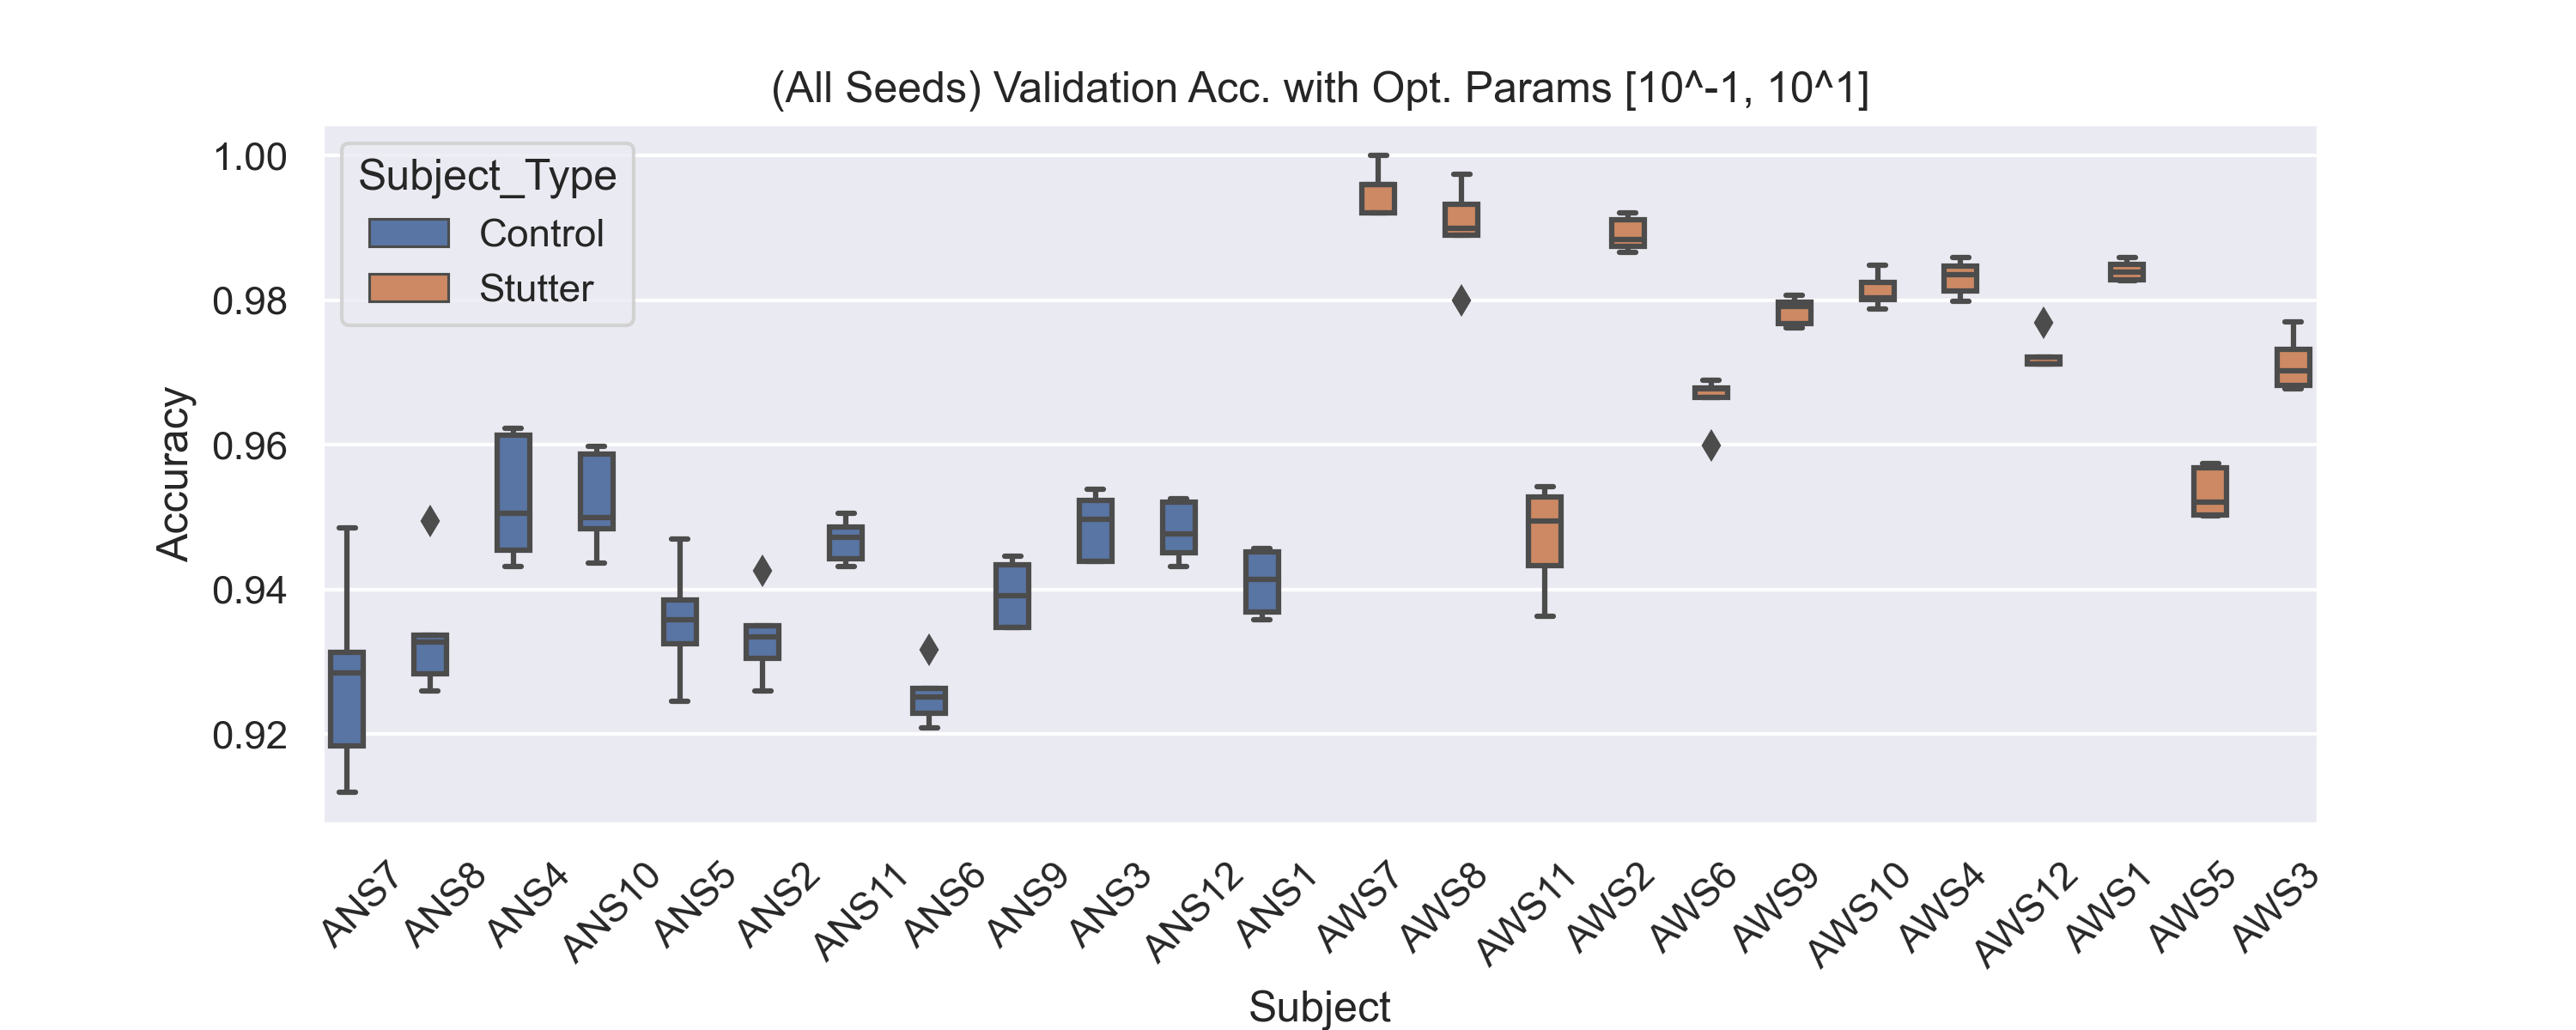 (All Seeds) Validation Acc. with Opt. Params [10^-1, 10^1]
Subject_Type
Control
Stutter
Accuracy
1.00
0.98
0.96
0.94
0.92
ANS7
ANS8
ANS4
ANS10
ANS5
ANS2
ANS11
ANS6
ANS9
ANS3
ANS12
ANS1
AWS7
AWS8
AWS11
AWS2
AWS6
AWS9
AWS10
AWS4
AWS12
AWS1
AWS5
AWS3
Subject